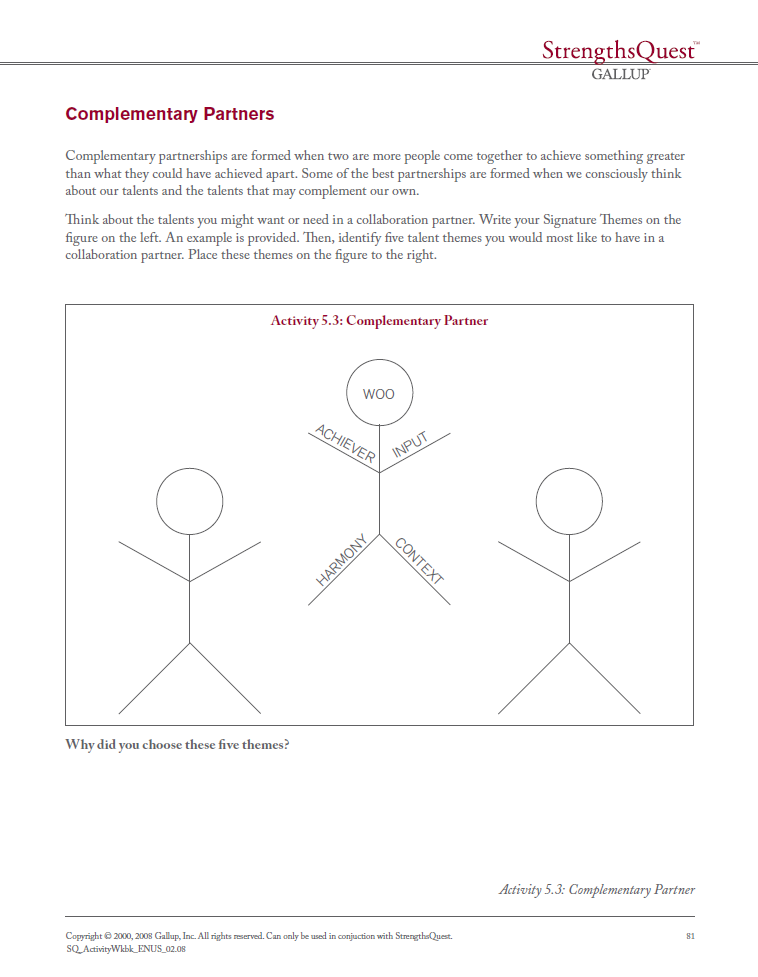 StrengthsQuest™
GALLUP®
Complementary Partners
Complementary partnerships are formed when two are more people come together to achieve something greater
than what they could have achieved apart. Some of the best partnerships are formed when we consciously think
about our talents and the talents that may complement our own.
Think about the talents you might want or need in a collaboration partner. Write your Signature Themes on the
figure on the left. An example is provided. Then, identify five talent themes you would most like to have in a
collaboration partner. Place these themes on the figure to the right.
Activity 5.3: Complementary Partner
WOO
ACHIEVER
INPUT
HARMONY
CONTEXT
Why did you choose these five themes?
Activity 5.3: Complementary Partner
Copyright © 2000, 2008 Gallup, Inc. All rights reserved. Can only be used in conjuction with StrengthsQuest.
81
SQ_ActivityWkbk_ENUS_02.08